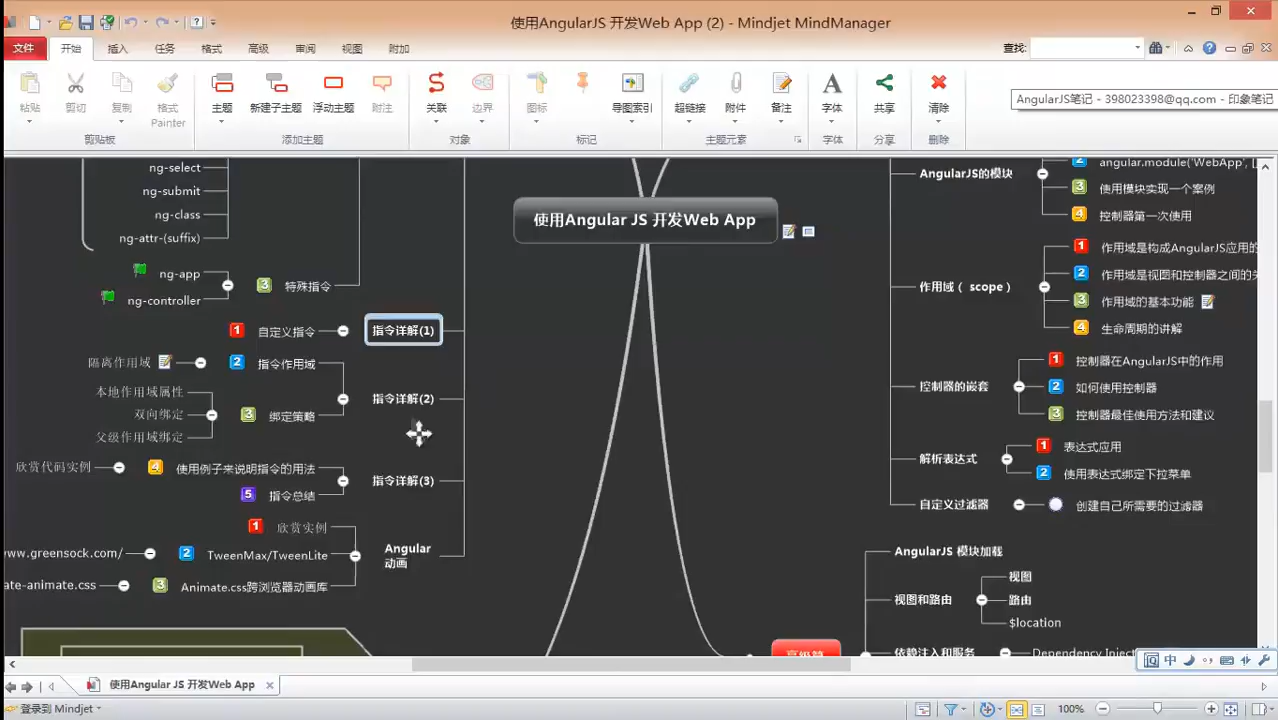 使用AngularJS 开发Web App (2) - Mindjet MindManager
文件 开始 插入 任务 格式 高级 审阅 视图 附加
查找:
粘贴 剪切 复制 格式 Painter
主题 新建子主题 浮动主题 附注
关联 边界
图标 导图索引
超链接 附件 备注
字体 共享 清除
剪贴板 添加主题 对象 标记 主题元素 字体 分享 删除
AngularJS笔记 - 398023398@qq.com - 印象笔记
使用Angular JS 开发Web App
ng-select
ng-submit
ng-class
ng-attr-(suffix)
ng-app
ng-controller
3 特殊指令
指令详解(1)
1 自定义指令
指令详解(2)
2 指令作用域
隔离作用域
3 绑定策略
本地作用域属性
双向绑定
父级作用域绑定
指令详解(3)
4 使用例子来说明指令的用法
欣赏代码实例
5 指令总结
Angular
动画
1 欣赏实例
2 TweenMax/TweenLite
www.greensock.com/
3 Animate.css跨浏览器动画库
ate-animate.css
AngularJS的模块
2 angular.module('WebApp', [
3 使用模块实现一个案例
4 控制器第一次使用
作用域（ scope ）
1 作用域是构成AngularJS应用的
2 作用域是视图和控制器之间的
3 作用域的基本功能
4 生命周期的讲解
控制器的嵌套
1 控制器在AngularJS中的作用
2 如何使用控制器
3 控制器最佳使用方法和建议
解析表达式
1 表达式应用
2 使用表达式绑定下拉菜单
自定义过滤器
创建自己所需要的过滤器
AngularJS 模块加载
视图和路由
视图
路由
$location
高级篇
依赖注入和服务
Dependency Inject
中
使用Angular JS 开发Web App
登录到 Mindjet
100%